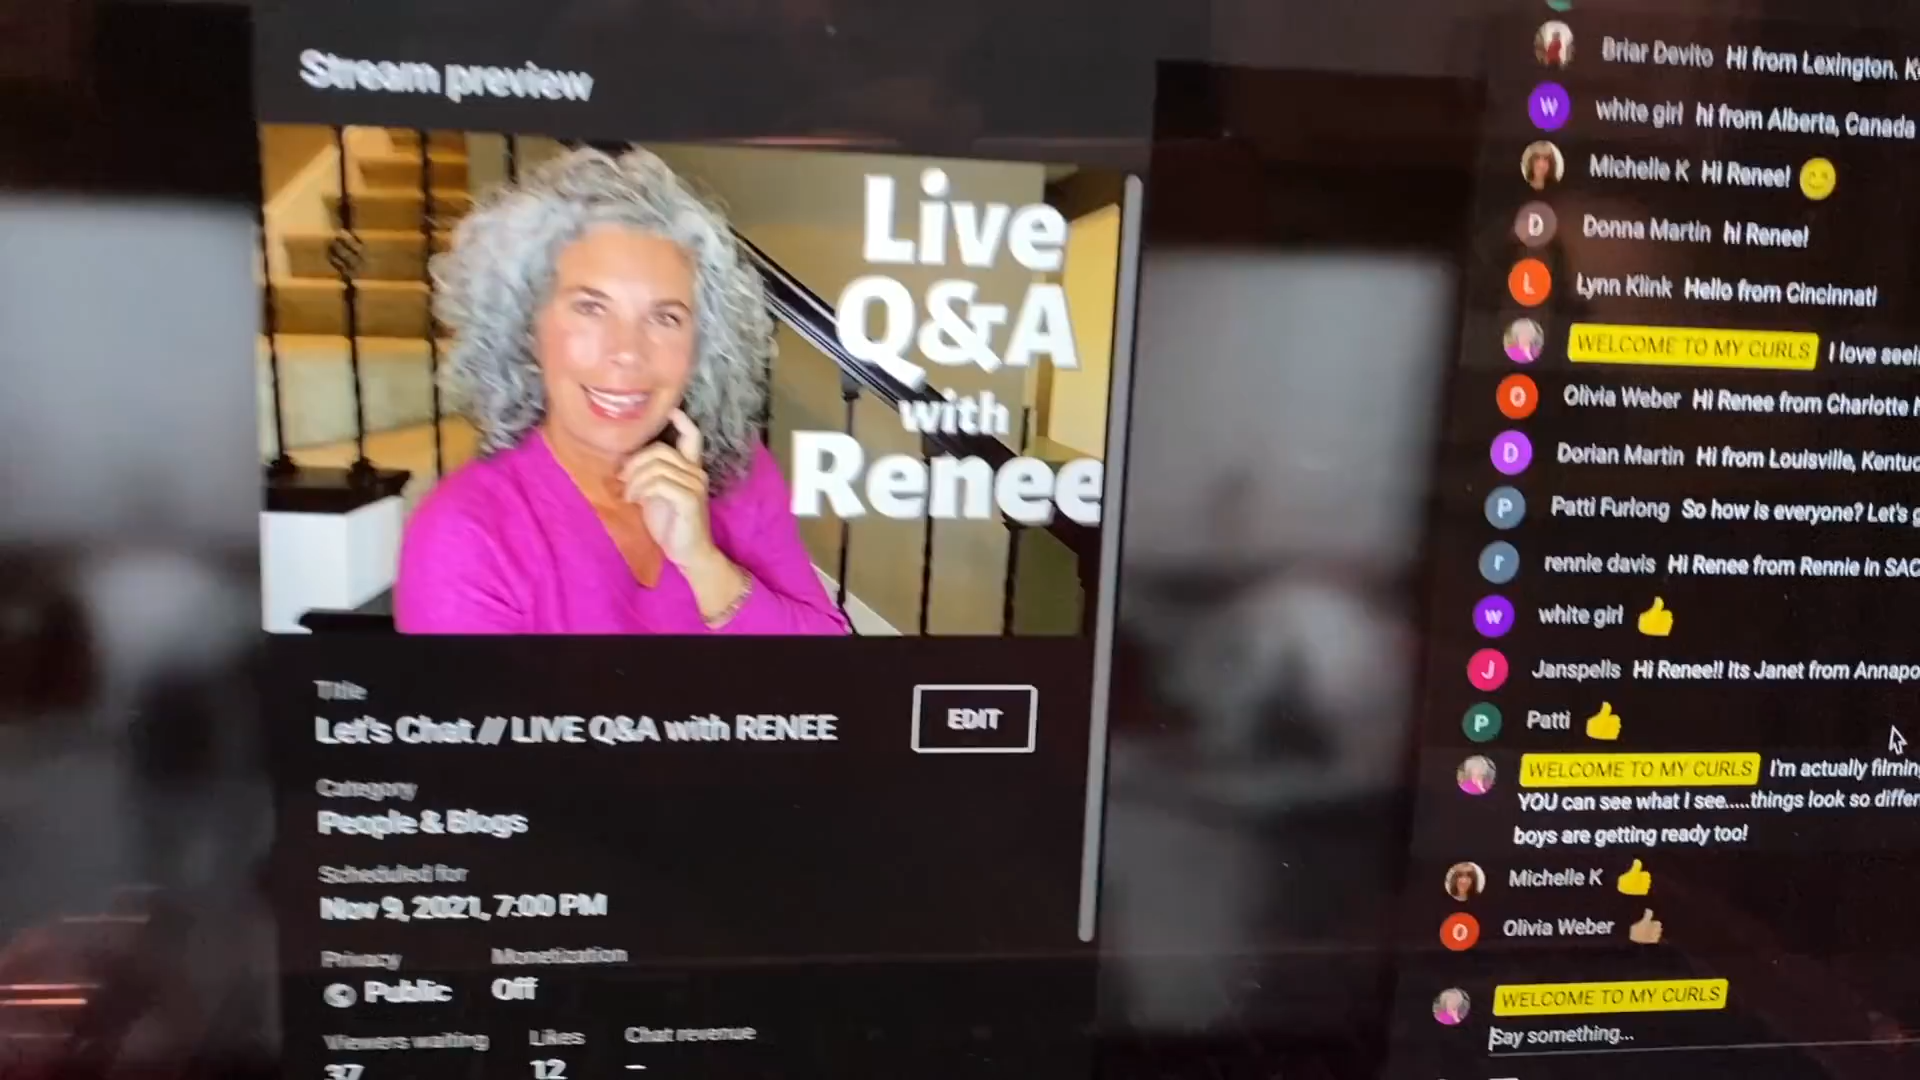 Stream preview
Live
Q&A
with
Renee
Title
Let's Chat // LIVE Q&A with RENEE
EDIT
Category
People & Blogs
Scheduled for
Nov 9, 2021, 7:00 PM
Privacy
Monetization
Public
Off
Viewers waiting
Likes
Chat revenue
37
12
–
Briar Devito Hi from Lexington.
white girl hi from Alberta, Canada
Michelle K Hi Renee!
Donna Martin hi Renee!
Lynn Klink Hello from Cincinnati
WELCOME TO MY CURLS I love
Olivia Weber Hi Renee from Charlotte
Dorian Martin Hi from Louisville,
Patti Furlong So how is everyone? Let's
rennie davis Hi Renee from Rennie in SAC
white girl
Janspells Hi Renee!! Its Janet from
Patti
WELCOME TO MY CURLS I'm actually
YOU can see what I see.....things look so
boys are getting ready too!
Michelle K
Olivia Weber
WELCOME TO MY CURLS
Say something...
W
D
L
O
D
P
r
w
J
P
O